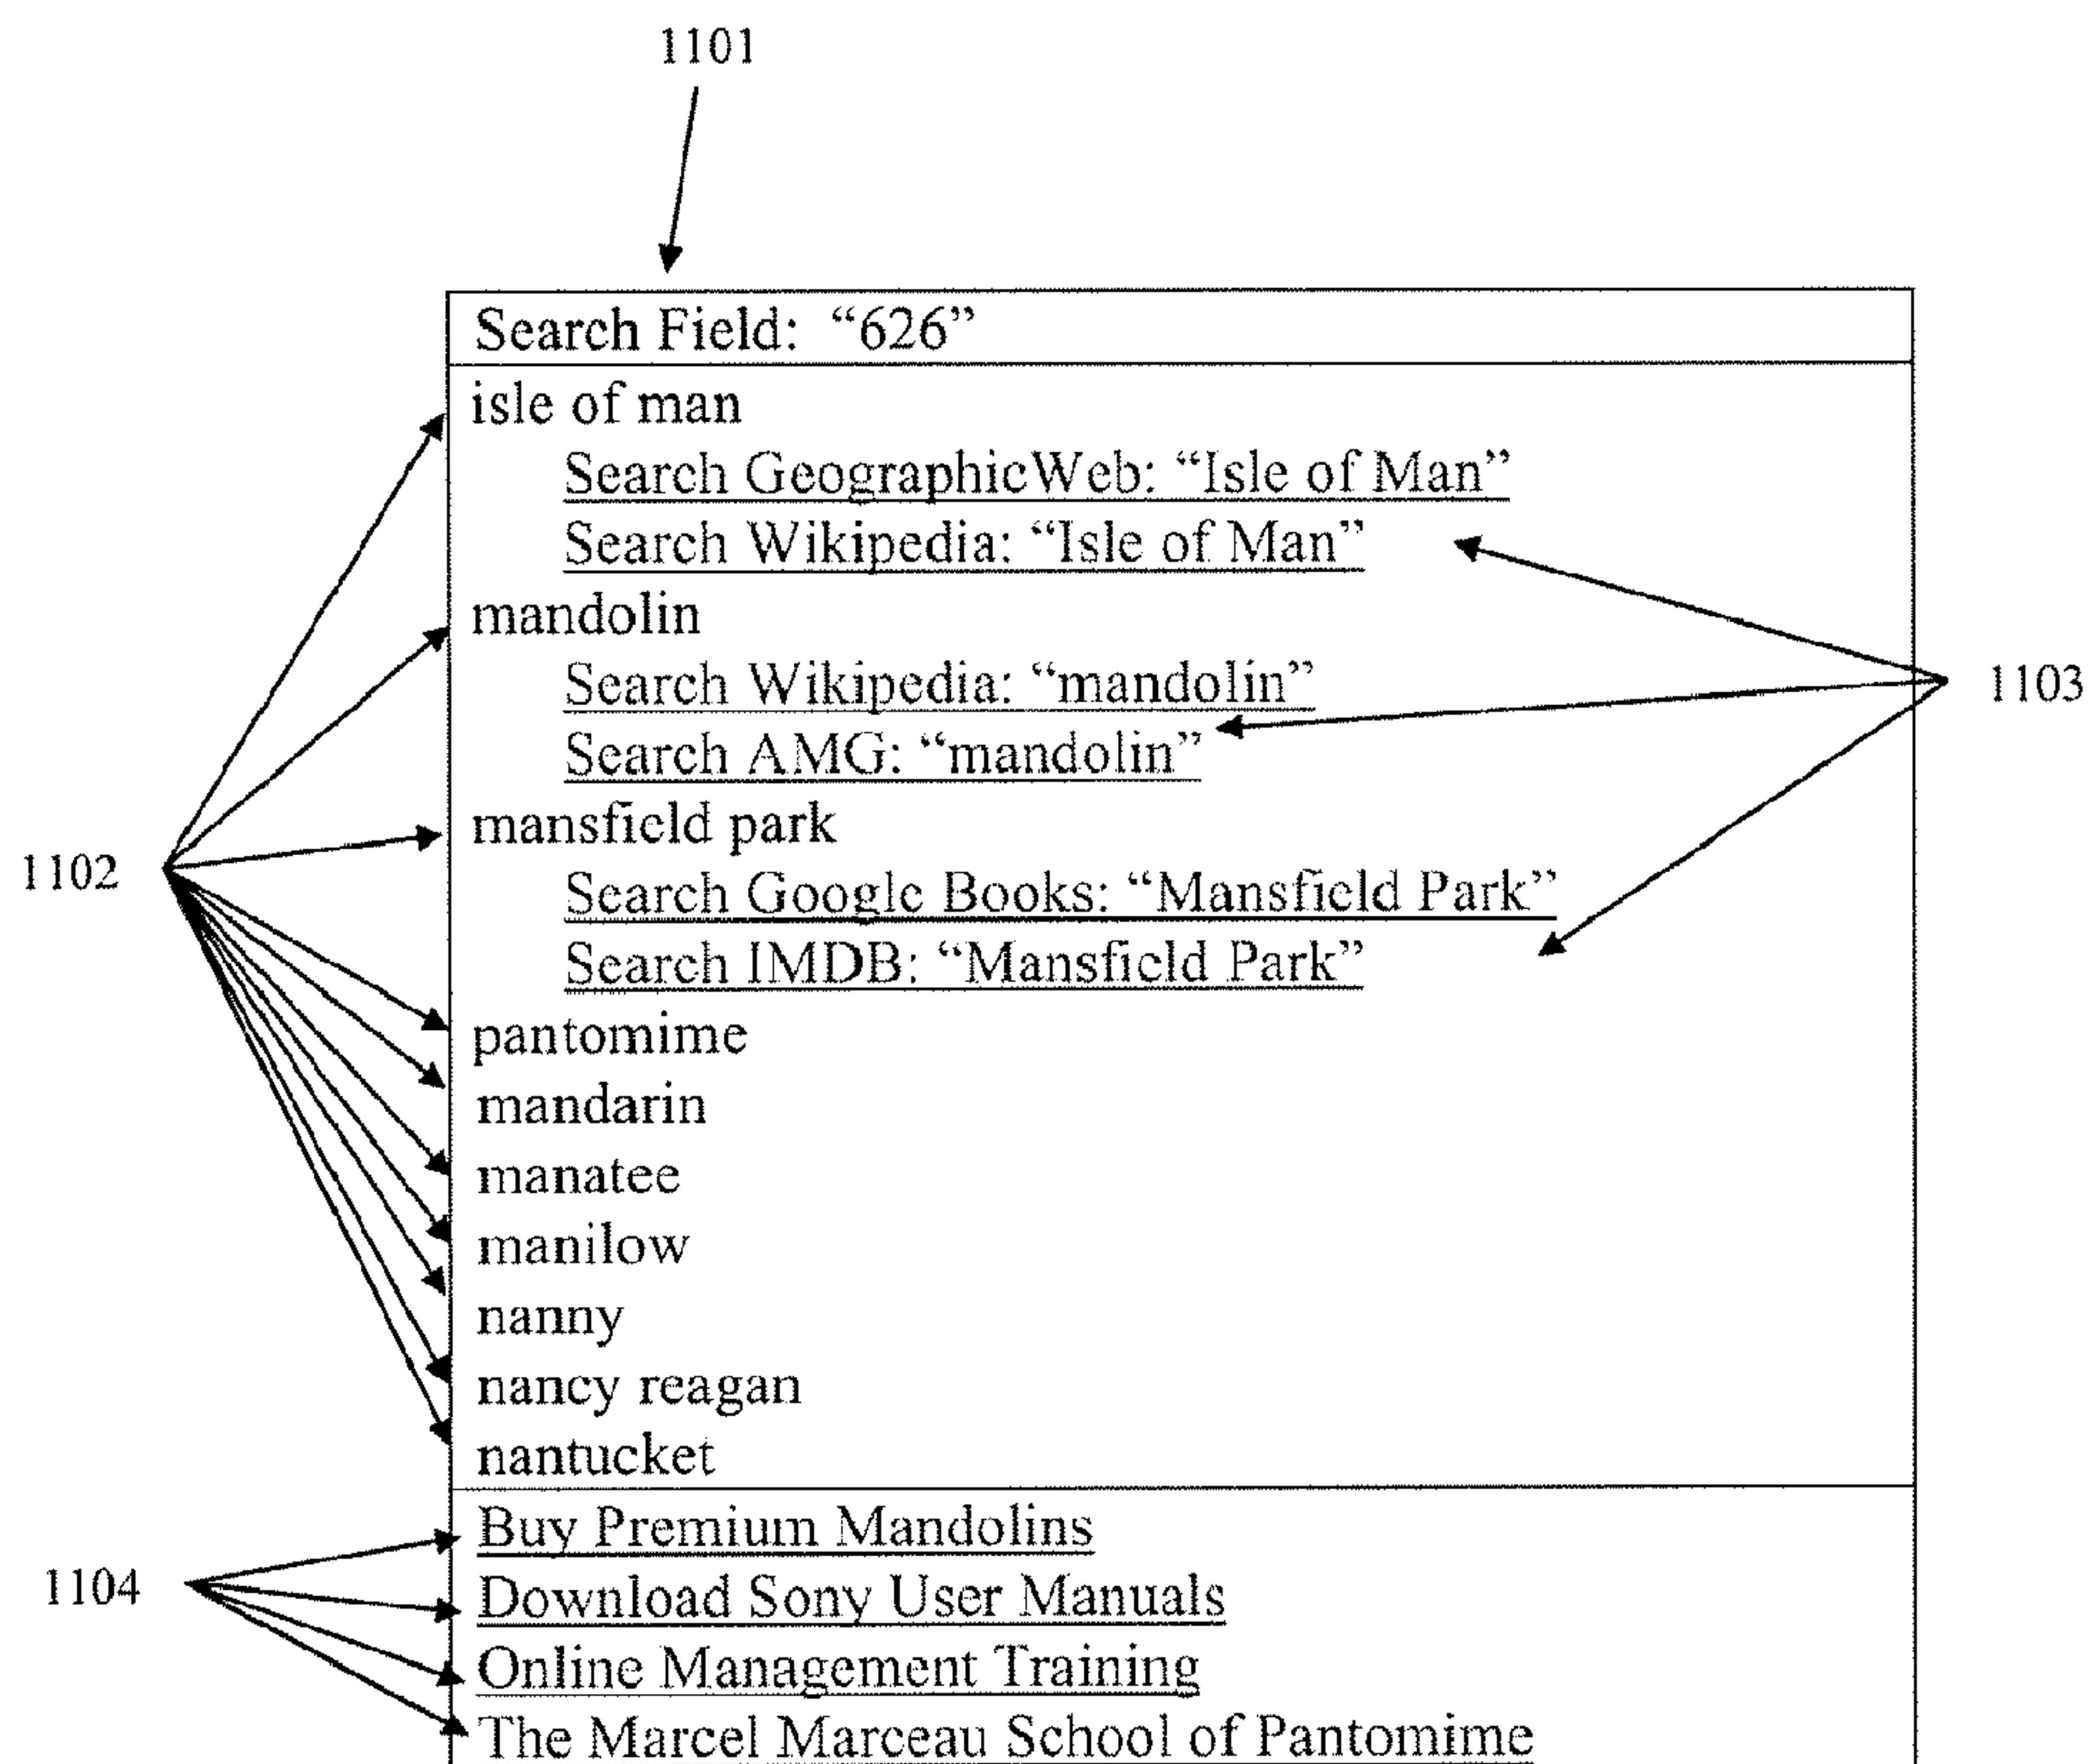 1101
Search Field: “626”
isle of man
Search GeographicWeb: “Isle of Man”
Search Wikipedia: “Isle of Man”
mandolin
Search Wikipedia: “mandolin”
1103
Search AMG: “mandolin”
mansfield park
1102
Search Google Books: “Mansfield Park”
Search IMDB: “Mansfield Park”
pantomime
mandarin
manatee
manilow
nanny
nancy reagan
nantucket
Buy Premium Mandolins
1104
Download Sony User Manuals
Online Management Training
The Marcel Marceau School of Pantomime